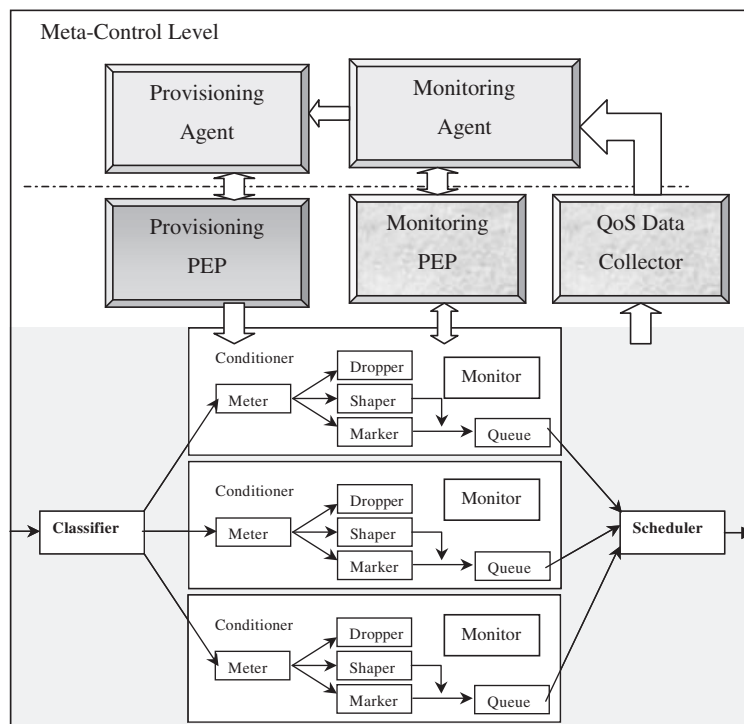 Meta-Control Level
Provisioning
Agent
Monitoring
Agent
Provisioning
PEP
Monitoring
PEP
QoS Data
Collector
Conditioner
Meter
Dropper
Shaper
Marker
Monitor
Queue
Classifier
Conditioner
Meter
Dropper
Shaper
Marker
Monitor
Queue
Scheduler
Conditioner
Meter
Dropper
Shaper
Marker
Monitor
Queue